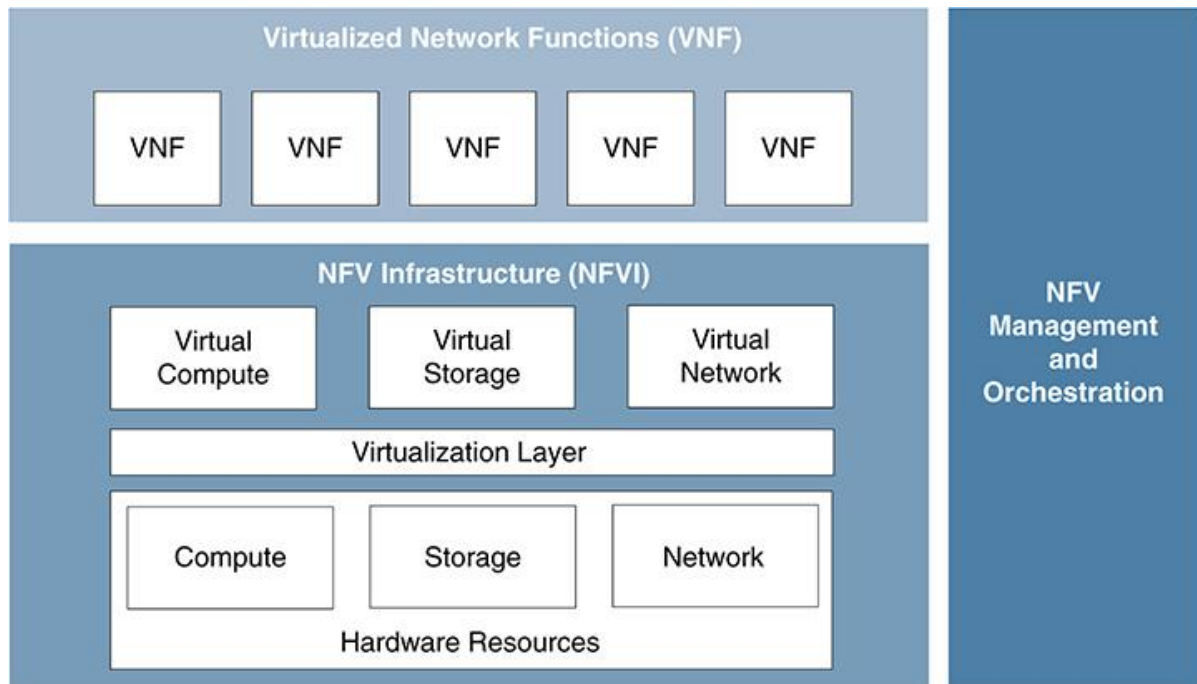 Virtualized Network Functions (VNF)
VNF
VNF
VNF
VNF
VNF
NFV Infrastructure (NFVI)
Virtual
Compute
Virtual
Storage
Virtual
Network
Virtualization Layer
Compute
Storage
Network
Hardware Resources
NFV
Management
and
Orchestration